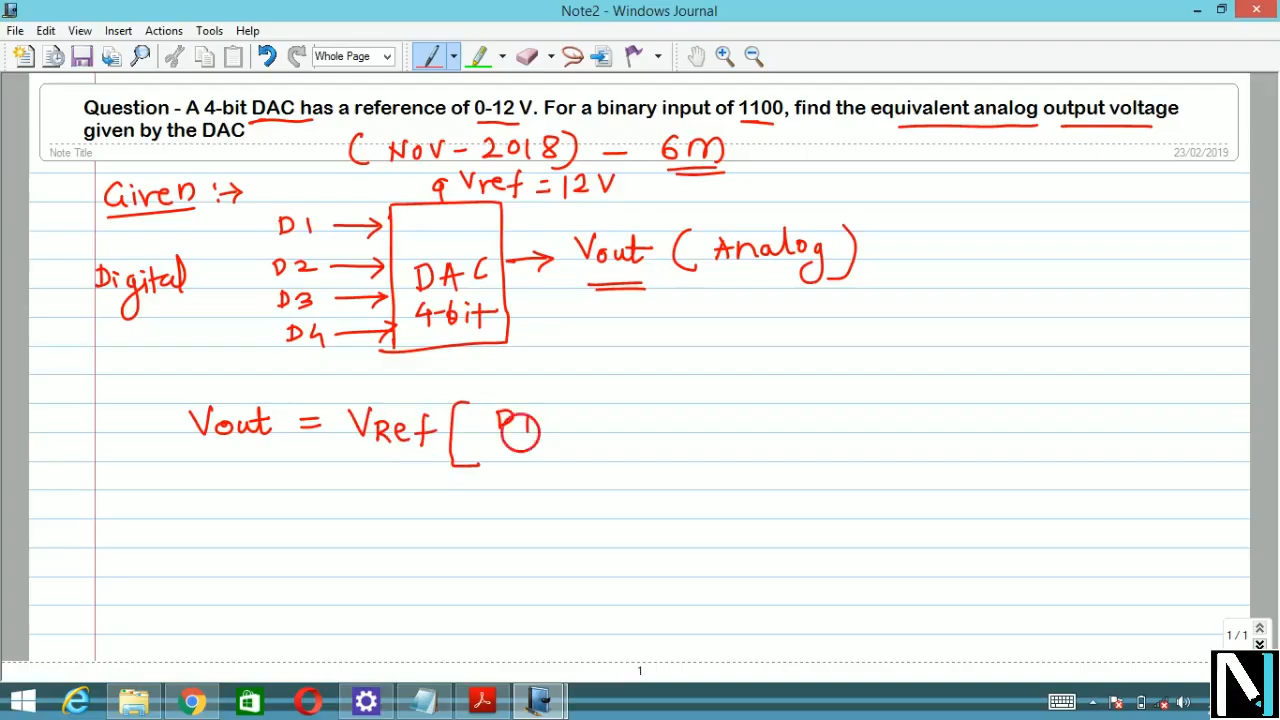 Note2 - Windows Journal
File Edit View Insert Actions Tools Help
Whole Page
Question - A 4-bit DAC has a reference of 0-12 V. For a binary input of 1100, find the equivalent analog output voltage
given by the DAC
(Nov-2018) - 6m
Note Title
23/02/2019
Given :→
Vref = 12V
D1
D2
D3
D4
Digital
DAC
4-bit
Vout (Analog)
Vout = VRef [ D1
1/1
1